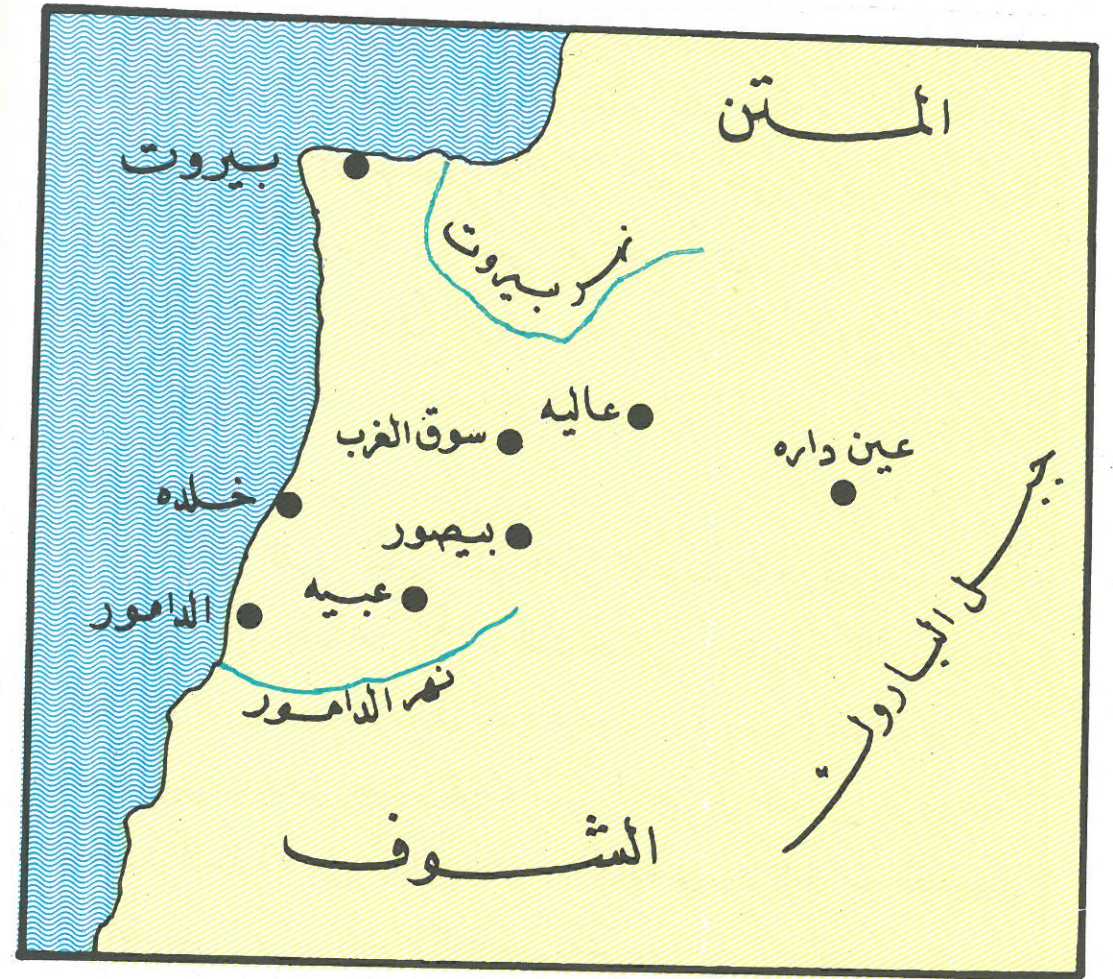 المتن
بيروت
نهر بيروت
عاليه
سوق الغرب
عين داره
خلده
بيصور
عبيه
الدامور
جبل الباروك
نهر الدامور
الشوف